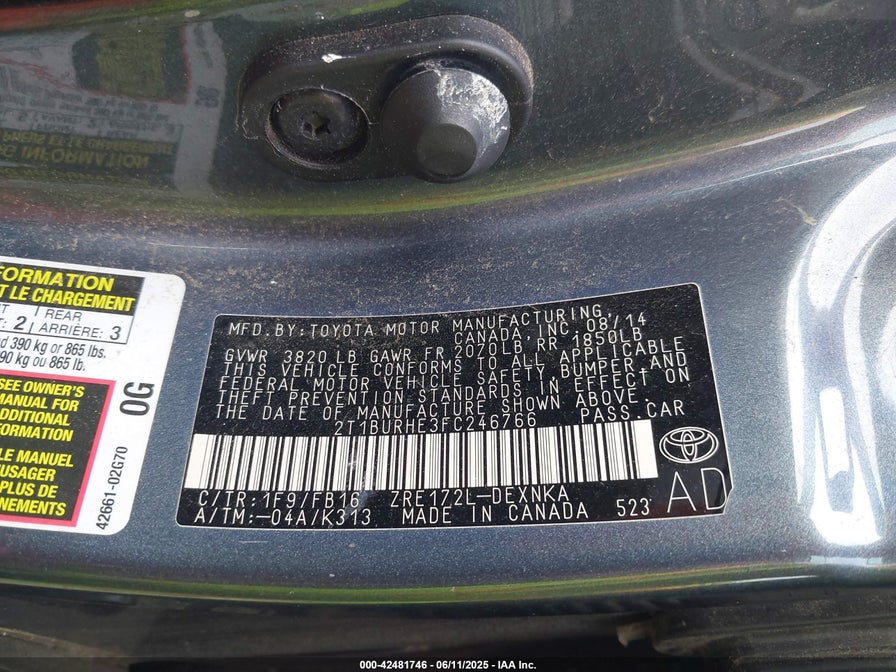 FORMATION
T LE CHARGEMENT
REAR
2 ARRIÈRE: 3
390 kg or 865 lbs.
90 kg ou 865 lb.
SEE OWNER'S
MANUAL FOR
ADDITIONAL
FORMATION
LE MANUEL
USAGER
US DE
SEIGNEMENTS
OG
42661-02G70
MFD. BY: TOYOTA MOTOR MANUFACTURING,
CANADA, INC. 08/14
GVWR 3820 LB GAWR FR 2070LB RR 1850LB
THIS VEHICLE CONFORMS TO ALL APPLICABLE
FEDERAL MOTOR VEHICLE SAFETY, BUMPER, AND
THEFT PREVENTION STANDARDS IN EFFECT ON
THE DATE OF MANUFACTURE SHOWN ABOVE.
2T1BURHE3FC246766 PASS. CAR
C/TR: 1F9/FB16 ZRE172L-DEXNKA
A/TM: -04A/K313 MADE IN CANADA 523
AD
000-42481746 - 06/11/2025 - IAA Inc.